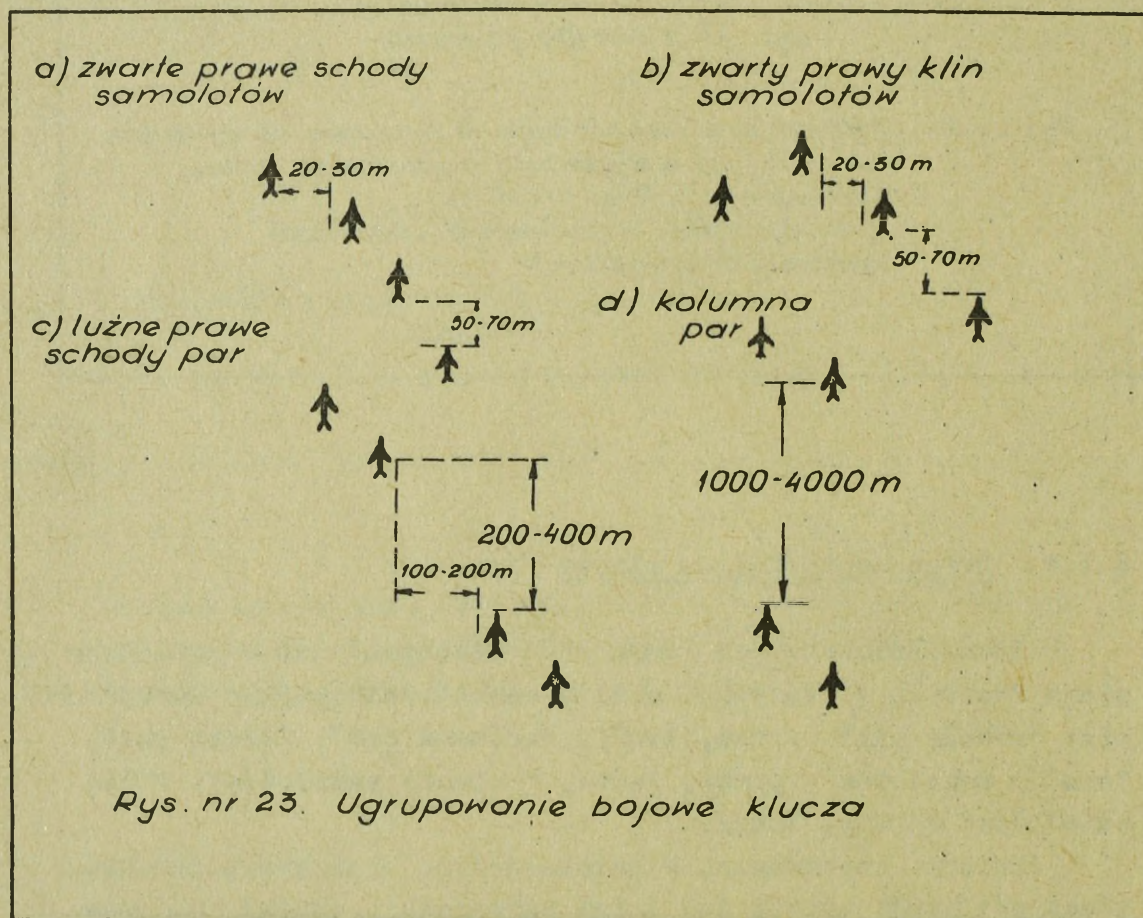 a) zwarte prawe schody
samolotów
20-30m
50-70m
b) zwarty prawy klin
samolotów
20-30m
50-70m
c) luźne prawe
schody par
200-400m
100-200m
d) kolumna
par
1000-4000m
Rys. nr 23. Ugrupowanie bojowe klucza